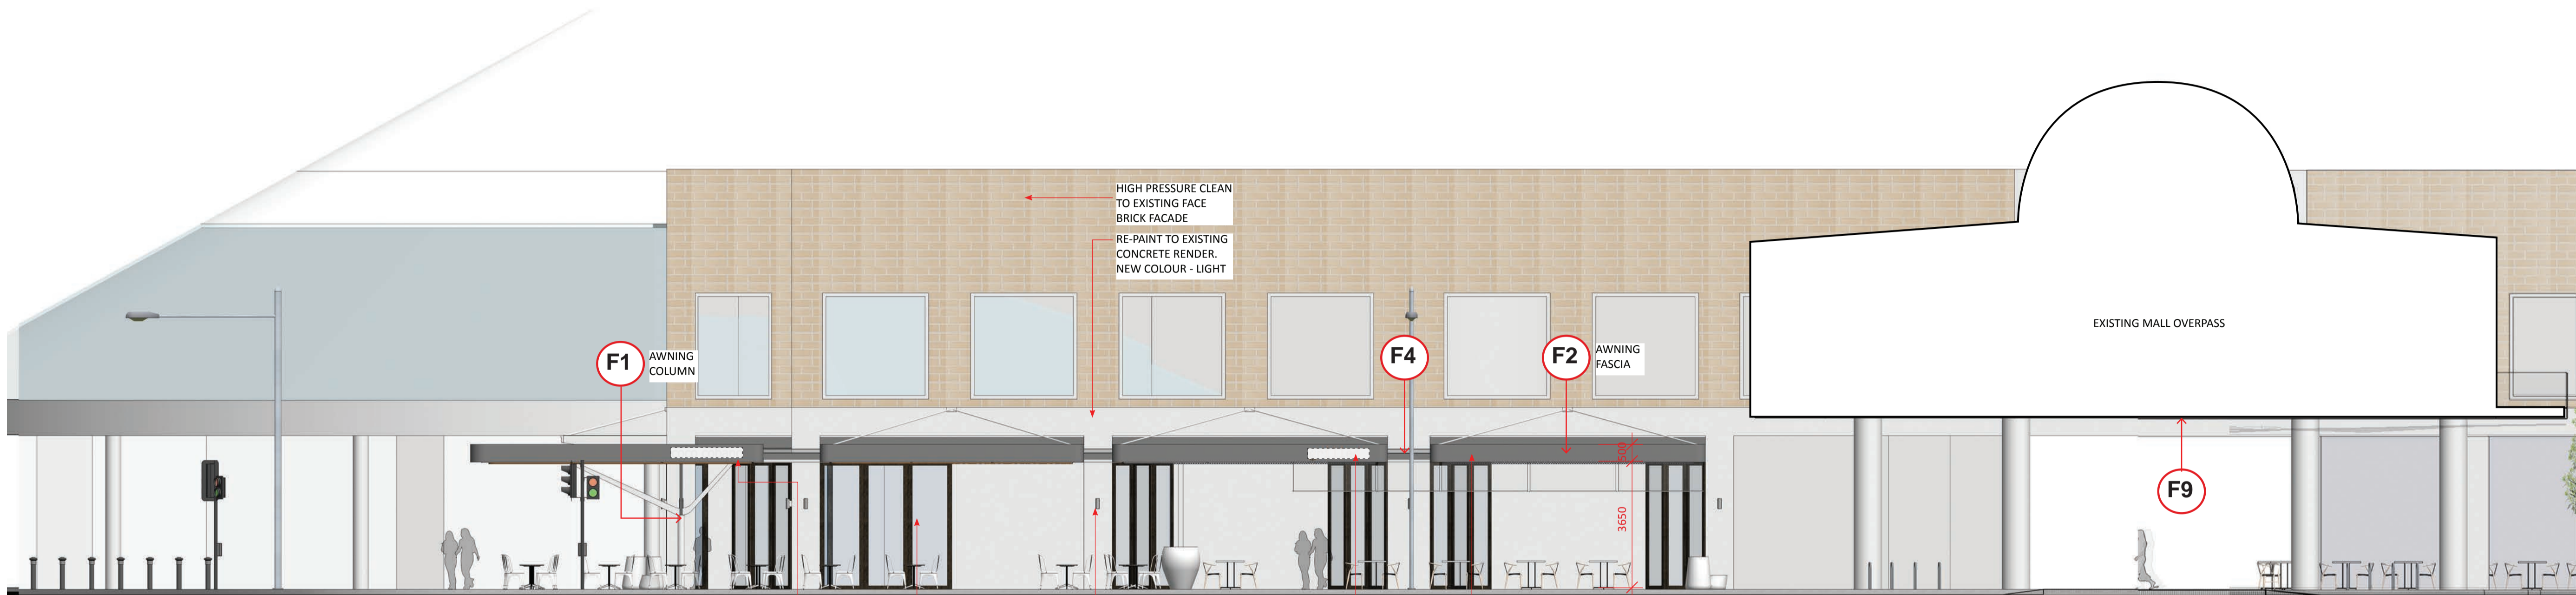 HIGH PRESSURE CLEAN
TO EXISTING FACE
BRICK FACADE
RE-PAINT TO EXISTING
CONCRETE RENDER.
NEW COLOUR - LIGHT
EXISTING MALL OVERPASS
F1
AWNING
COLUMN
F4
F2
AWNING
FASCIA
500
3650
F9